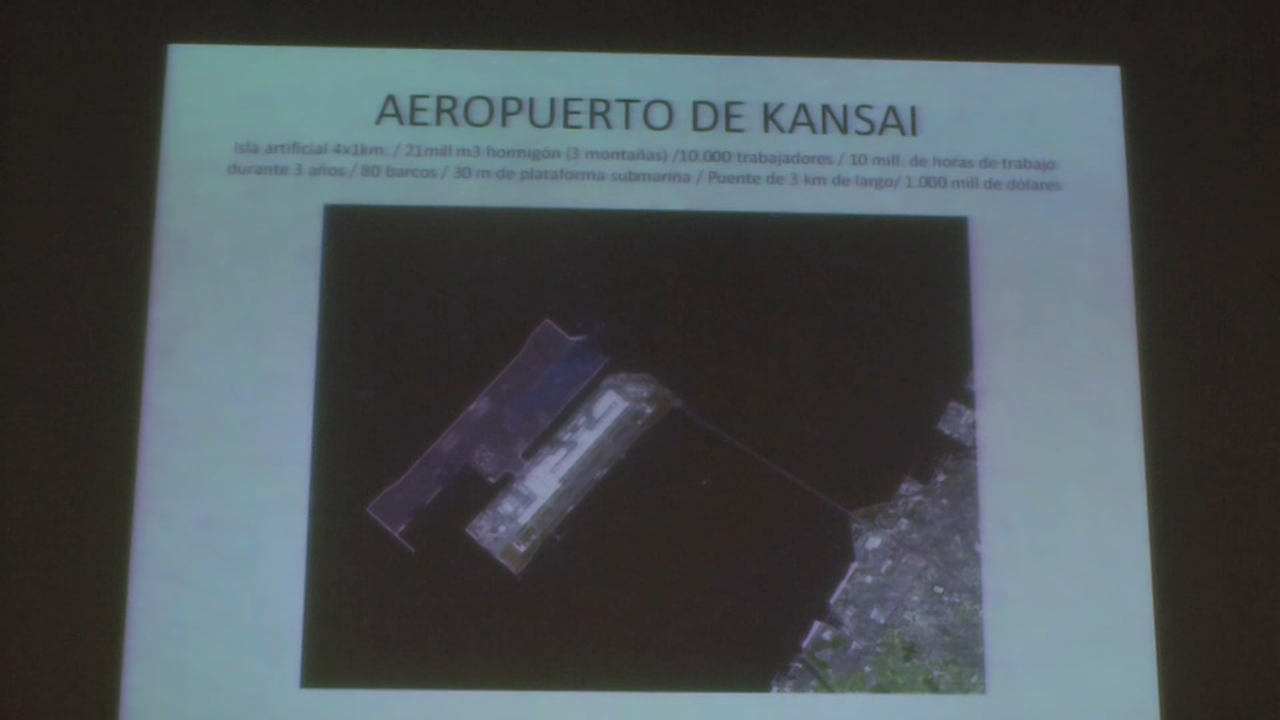 AEROPUERTO DE KANSAI
Isla artificial 4x1km. / 21mill m3 hormigón (3 montañas) /10.000 trabajadores / 10 mill. de horas de trabajo
durante 3 años / 80 barcos / 30 m de plataforma submarina / Puente de 3 km de largo/ 1.000 mill de dólares